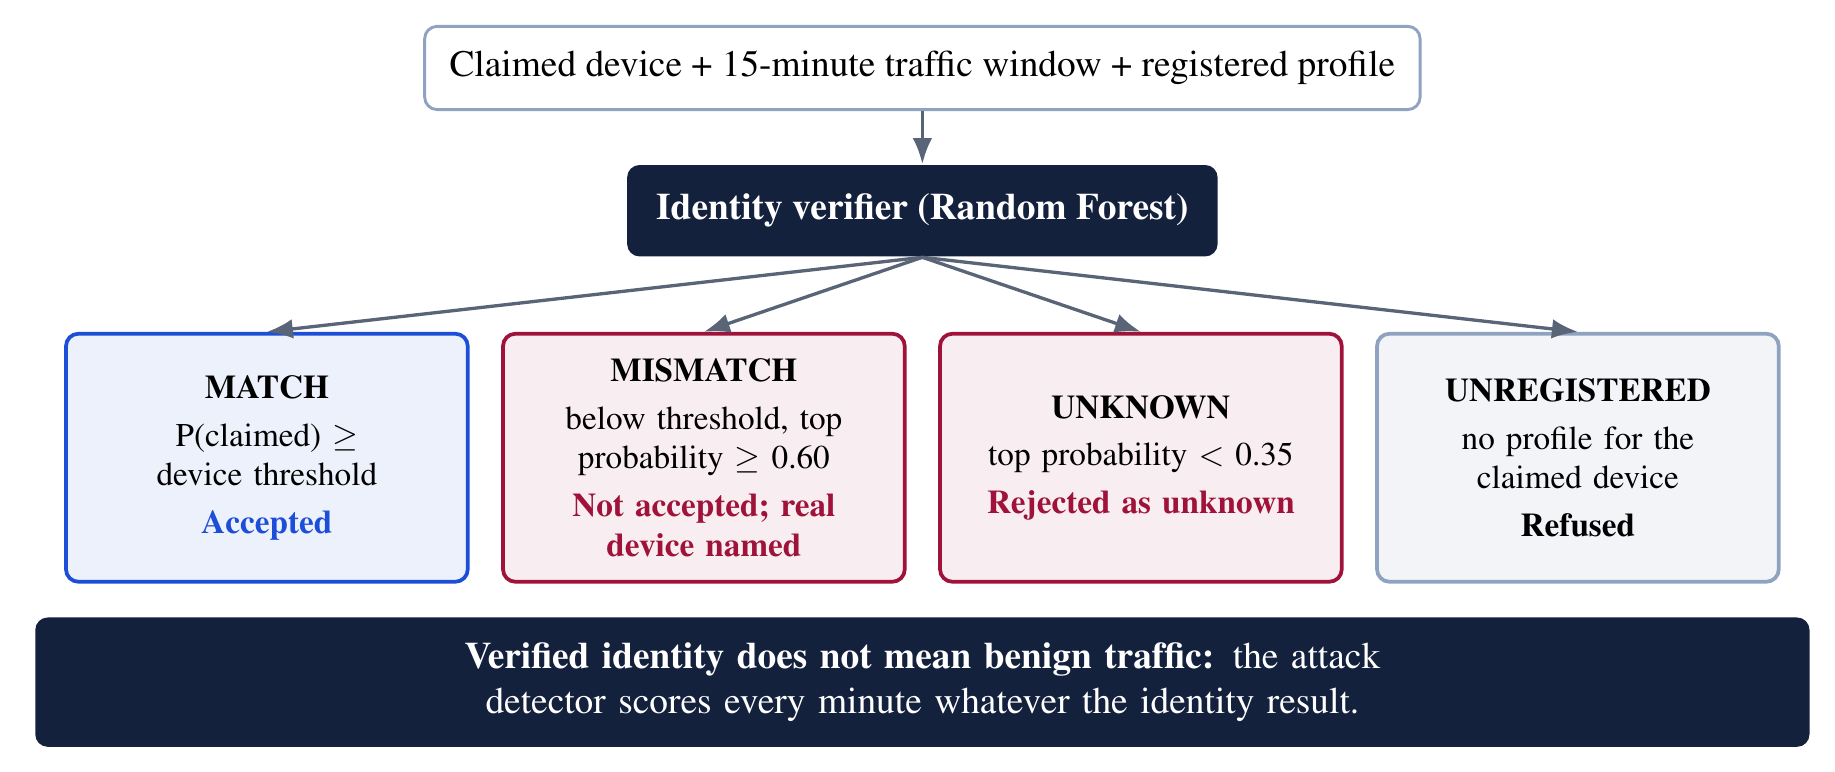 Claimed device + 15-minute traffic window + registered profile
Identity verifier (Random Forest)
MATCH
P(claimed) ≥
device threshold
Accepted
MISMATCH
below threshold, top
probability ≥ 0.60
Not accepted; real
device named
UNKNOWN
top probability < 0.35
Rejected as unknown
UNREGISTERED
no profile for the
claimed device
Refused
Verified identity does not mean benign traffic: the attack
detector scores every minute whatever the identity result.